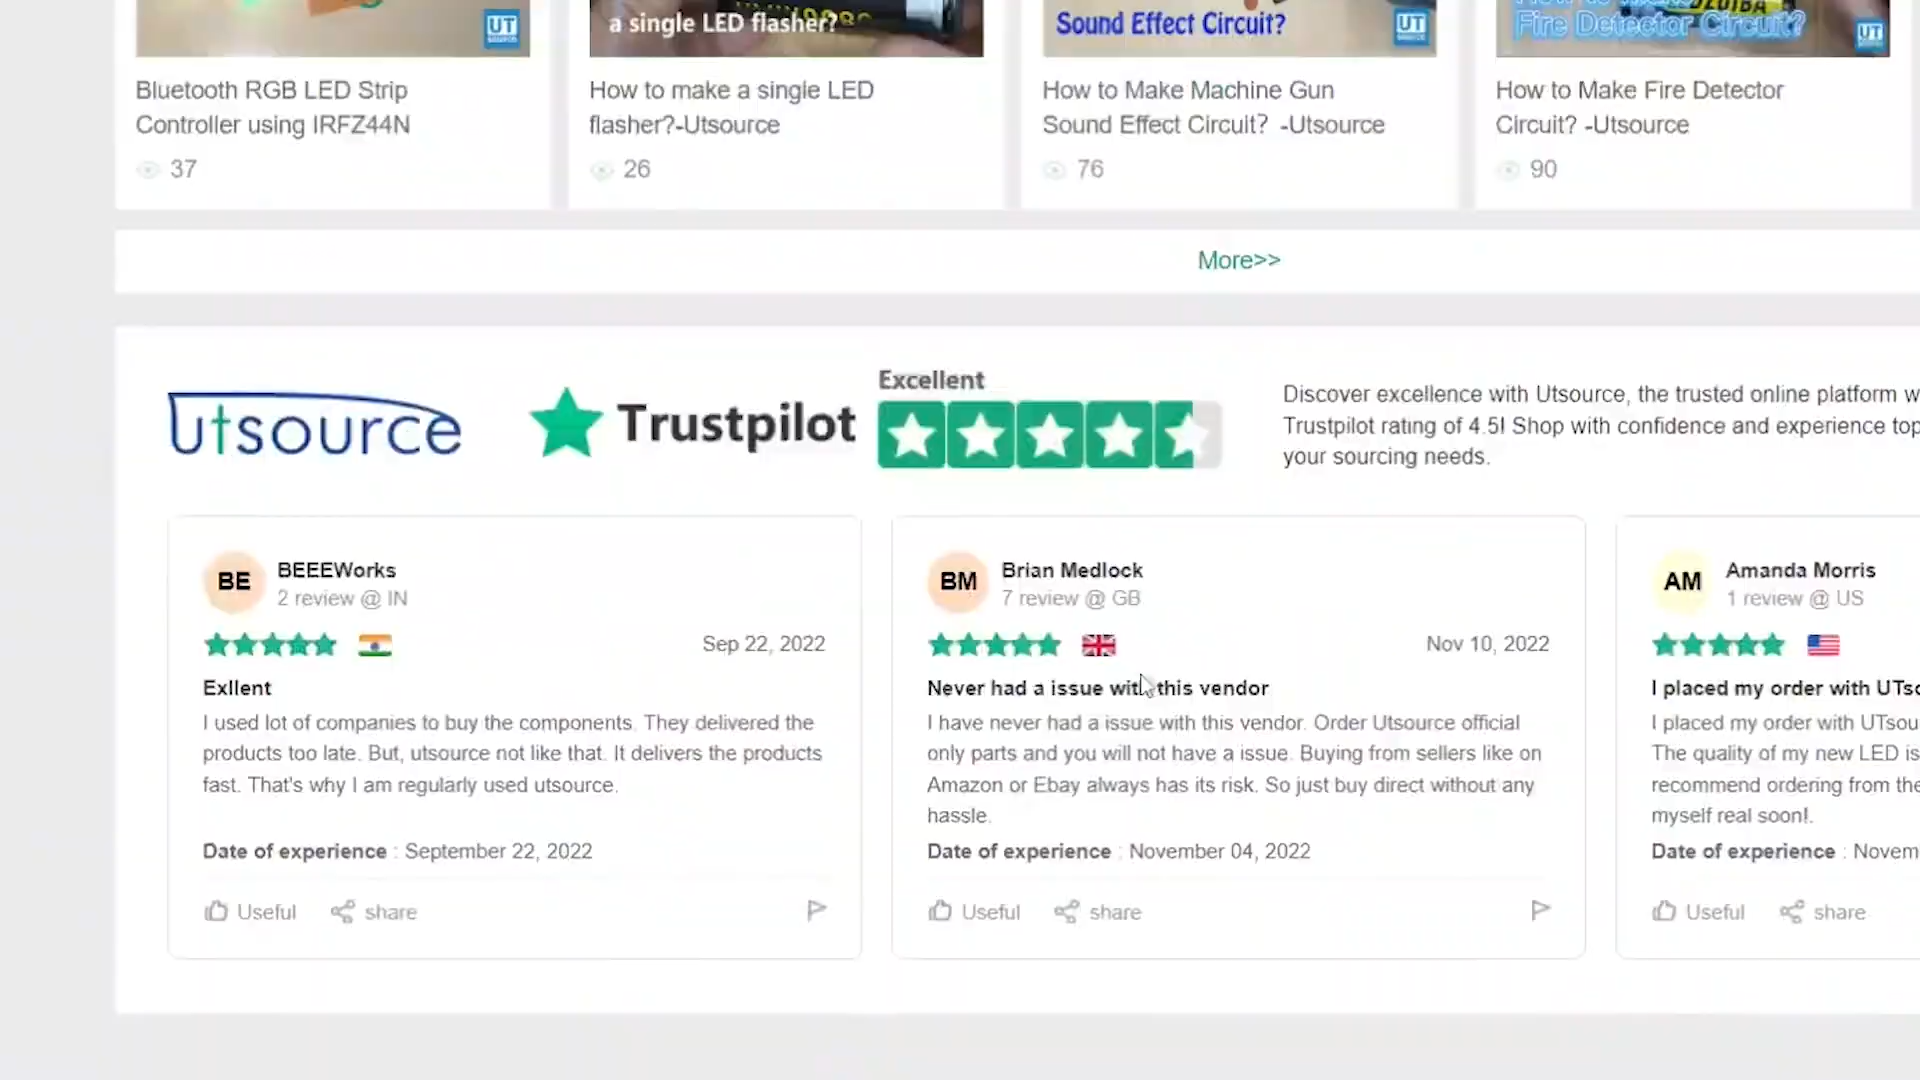 a single LED flasher?
Sound Effect Circuit?
Fire Detector Circuit?
UT
source
UT
UT
Bluetooth RGB LED Strip
Controller using IRFZ44N
37
How to make a single LED
flasher?-Utsource
26
How to Make Machine Gun
Sound Effect Circuit? -Utsource
76
How to Make Fire Detector
Circuit? -Utsource
90
More>>
utsource
Trustpilot
Excellent
Discover excellence with Utsource, the trusted online platform w
Trustpilot rating of 4.5! Shop with confidence and experience top
your sourcing needs.
BE
BEEEWorks
2 review @ IN
Sep 22, 2022
Exllent
I used lot of companies to buy the components. They delivered the
products too late. But, utsource not like that. It delivers the products
fast. That's why I am regularly used utsource.
Date of experience : September 22, 2022
Useful
share
BM
Brian Medlock
7 review @ GB
Nov 10, 2022
Never had a issue with this vendor
I have never had a issue with this vendor. Order Utsource official
only parts and you will not have a issue. Buying from sellers like on
Amazon or Ebay always has its risk. So just buy direct without any
hassle.
Date of experience : November 04, 2022
Useful
share
AM
Amanda Morris
1 review @ US
I placed my order with UTso
I placed my order with UTsou
The quality of my new LED is
recommend ordering from the
myself real soon!.
Date of experience : Novem
Useful
share